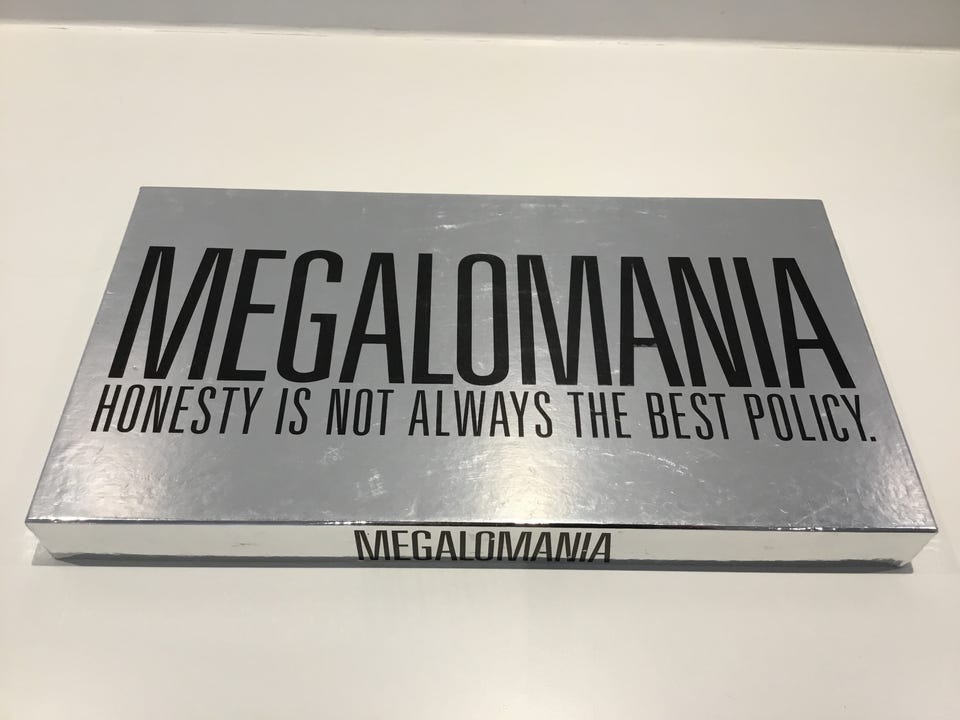 MEGALOMANIA
HONESTY IS NOT ALWAYS THE BEST POLICY.
MEGALOMANIA